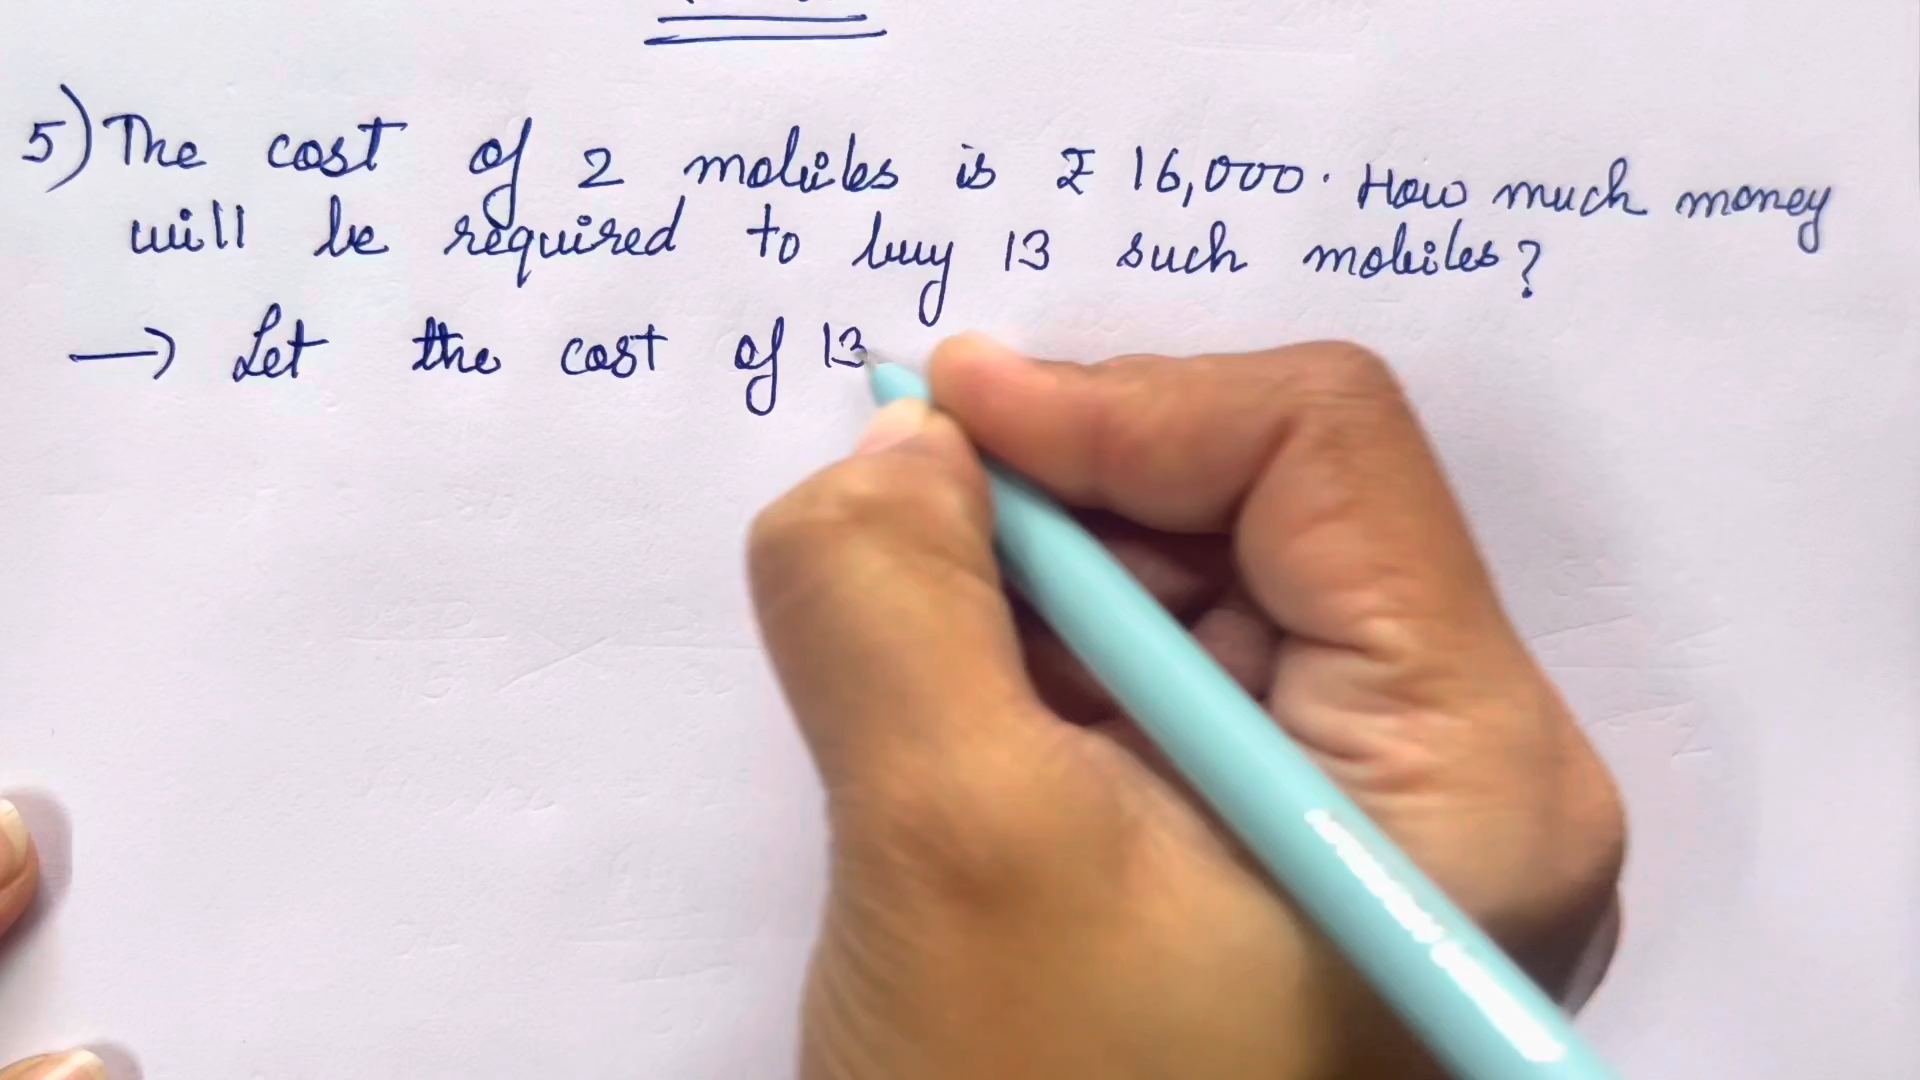 5) The cost of 2 mobiles is ₹ 16,000. How much money
will be required to buy 13 such mobiles?
→ Let the cost of 13